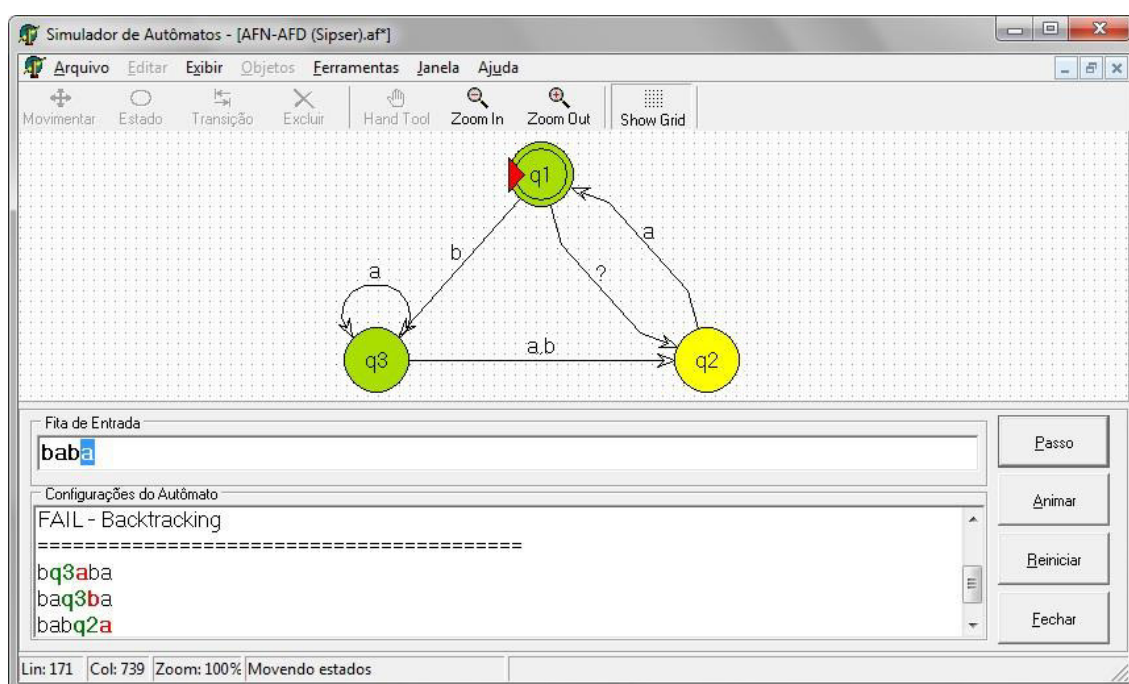 Simulador de Autômatos - [AFN-AFD (Sipser).af*]
Arquivo Editar Exibir Objetos Ferramentas Janela Ajuda
Movimentar Estado Transição Excluir Hand Tool Zoom In Zoom Out Show Grid
q1
b
a
a
?
q3
a,b
q2
Fita de Entrada
baba
Passo
Configurações do Autômato
FAIL - Backtracking
=========================================
bq3aba
baq3ba
babq2a
Animar
Reiniciar
Fechar
Lin: 171 Col: 739 Zoom: 100% Movendo estados